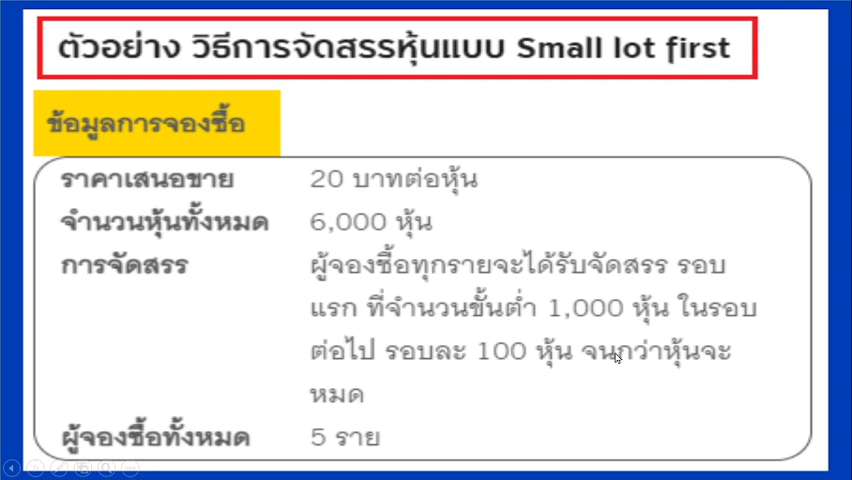 ตัวอย่าง วิธีการจัดสรรหุ้นแบบ Small lot first
ข้อมูลการจองซื้อ
ราคาเสนอขาย 20 บาทต่อหุ้น
จำนวนหุ้นทั้งหมด 6,000 หุ้น
การจัดสรร ผู้จองซื้อทุกรายจะได้รับจัดสรร รอบ
แรก ที่จำนวนขั้นต่ำ 1,000 หุ้น ในรอบ
ต่อไป รอบละ 100 หุ้น จนกว่าหุ้นจะ
หมด
ผู้จองซื้อทั้งหมด 5 ราย